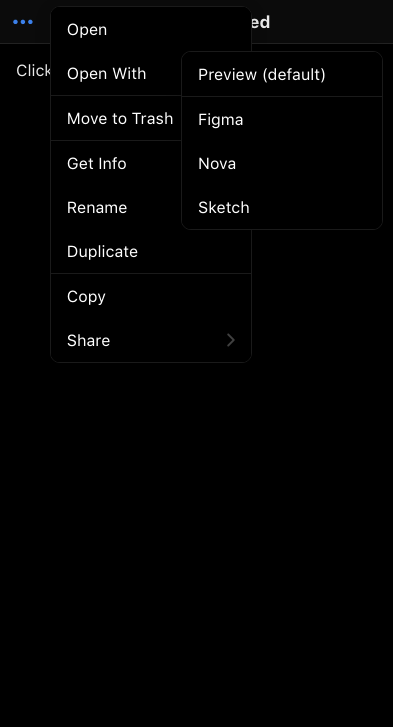 •••
ed
Click
Open
Open With
Move to Trash
Get Info
Rename
Duplicate
Copy
Share
Preview (default)
Figma
Nova
Sketch